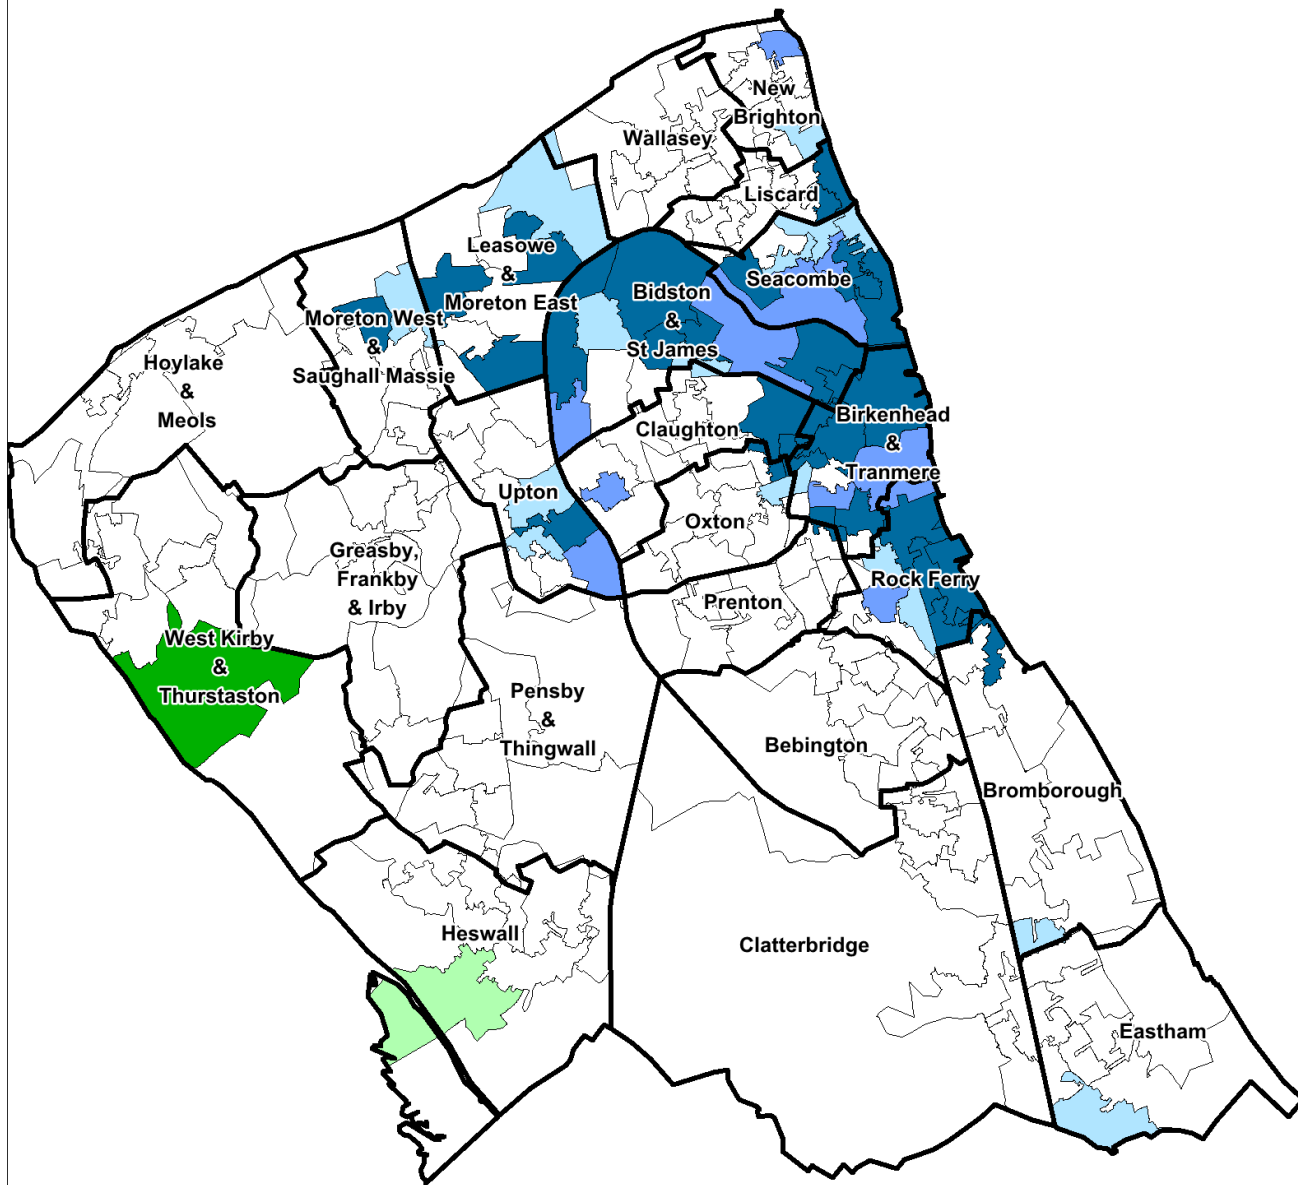 New
Brighton
Wallasey
Liscard
Leasowe
&
Moreton East
Seacombe
Bidston
&
St James
Moreton West
&
Saughall Massie
Hoylake
&
Meols
Birkenhead
&
Tranmere
Claughton
Upton
Oxton
Greasby,
Frankby
& Irby
Rock Ferry
Prenton
West Kirby
&
Thurstaston
Pensby
&
Thingwall
Bebington
Bromborough
Heswall
Clatterbridge
Eastham